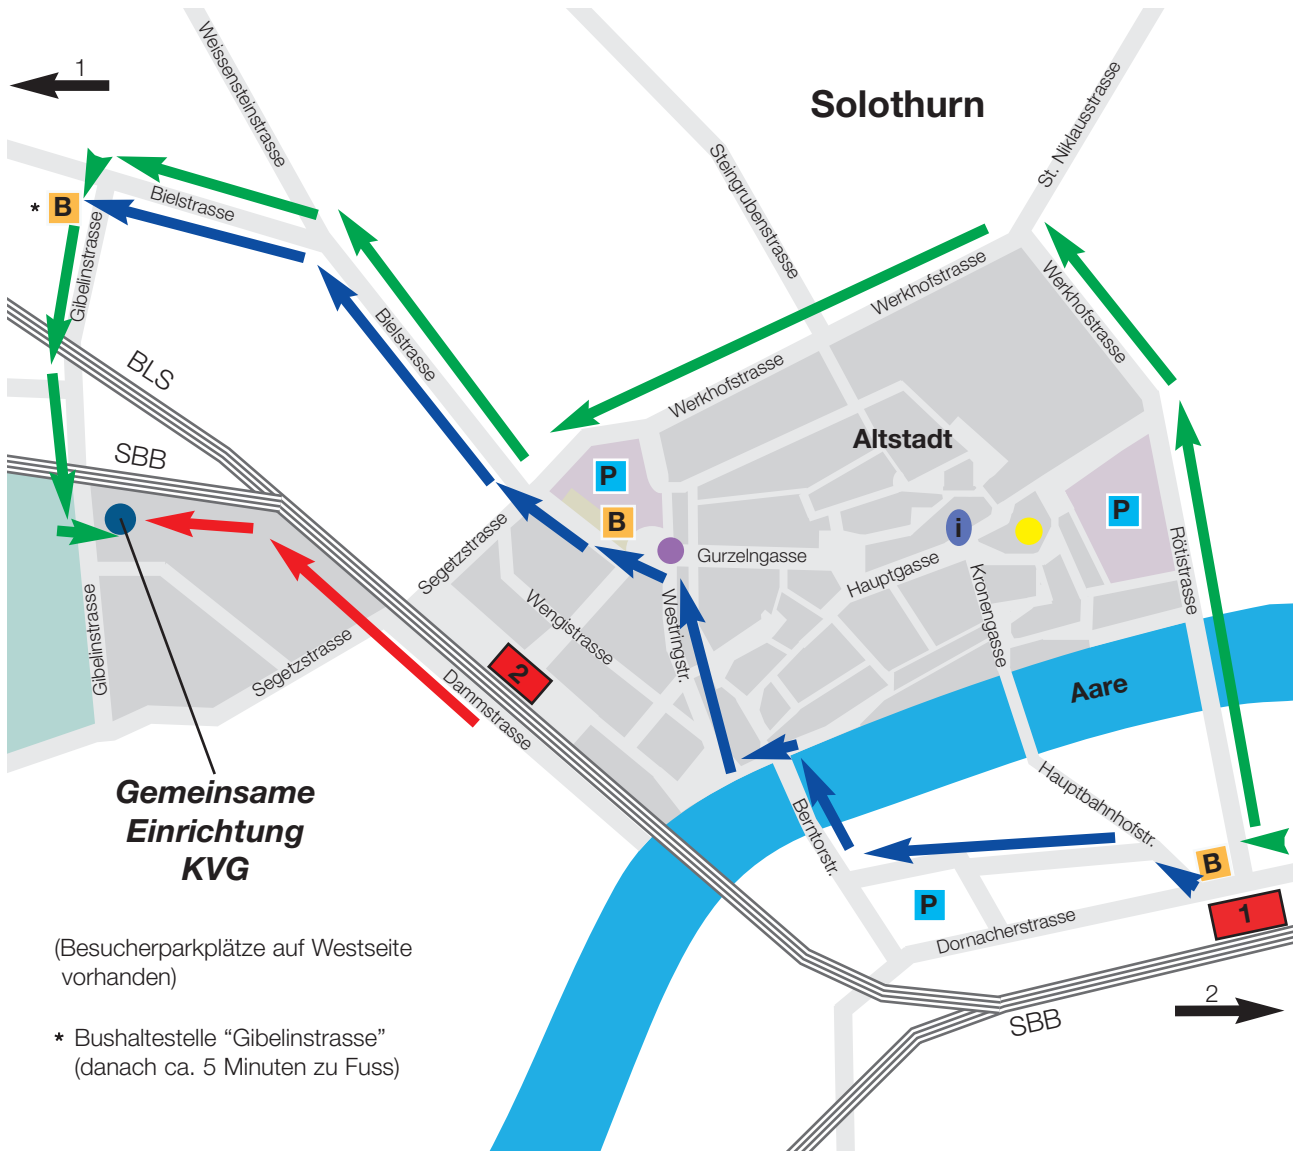 1
Weissensteinstrasse
Solothurn
St. Niklausstrasse
Steingrubenstrasse
* B
Bielstrasse
Gibelinstrasse
Werkhofstrasse
Werkhofstrasse
Bielstrasse
BLS
Werkhofstrasse
Altstadt
SBB
P
P
B
i
Segetzstrasse
Gurzelngasse
Hauptgasse
Rötistrasse
Kronengasse
Wengistrasse
Westringstr.
Gibelinstrasse
Segetzstrasse
2
Dammstrasse
Aare
Gemeinsame
Einrichtung
KVG
Hauptbahnhofstr.
Berntorstr.
B
P
1
Dornacherstrasse
(Besucherparkplätze auf Westseite
vorhanden)
2
SBB
* Bushaltestelle “Gibelinstrasse”
(danach ca. 5 Minuten zu Fuss)